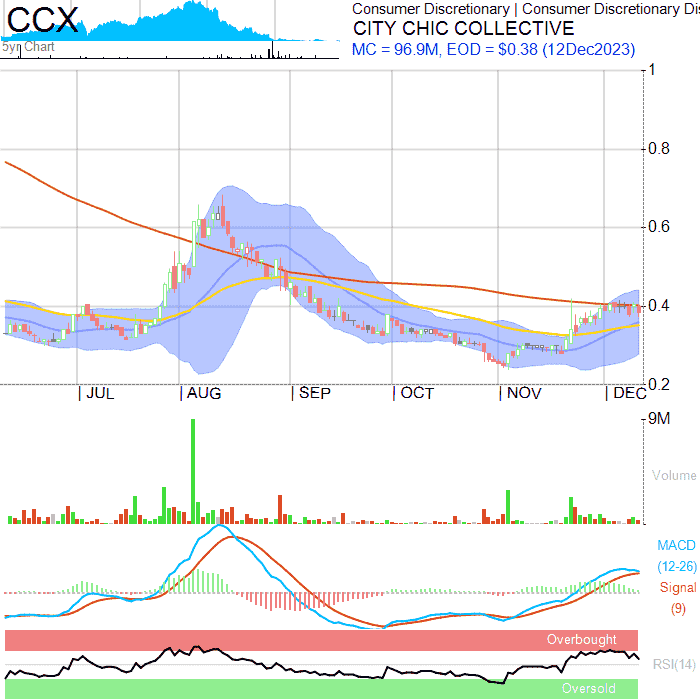 CCX
5yr Chart
Consumer Discretionary | Consumer Discretionary Dis
CITY CHIC COLLECTIVE
MC = 96.9M, EOD = $0.38 (12Dec2023)
1
0.8
0.6
0.4
0.2
| JUL | AUG | SEP | OCT | NOV | DEC
9M
Volume
MACD
(12-26)
Signal
(9)
Overbought
RSI(14)
Oversold